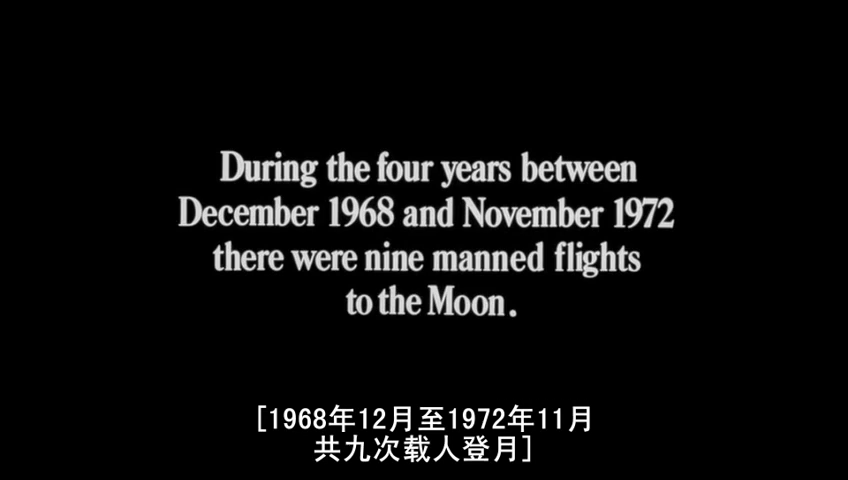 During the four years between
December 1968 and November 1972
there were nine manned flights
to the Moon.
[1968年12月至1972年11月
共九次载人登月]